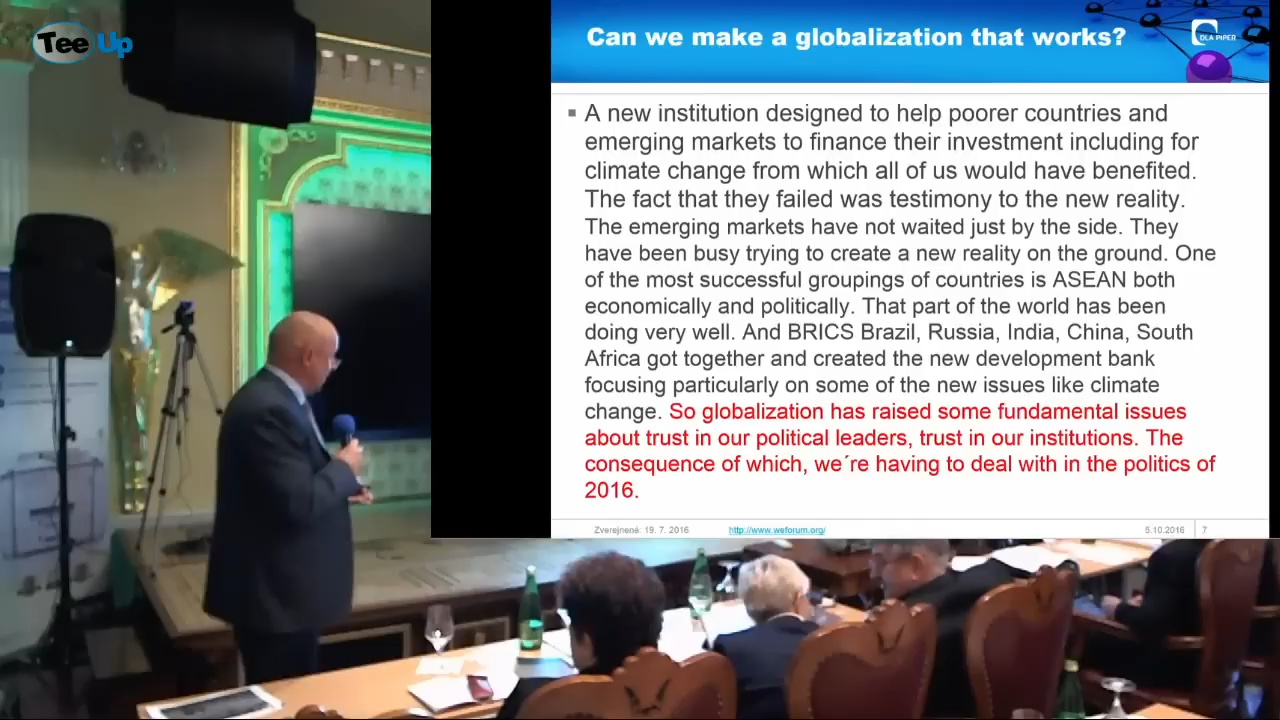 Tee Up
Can we make a globalization that works?
DLA PIPER
A new institution designed to help poorer countries and
emerging markets to finance their investment including for
climate change from which all of us would have benefited.
The fact that they failed was testimony to the new reality.
The emerging markets have not waited just by the side. They
have been busy trying to create a new reality on the ground. One
of the most successful groupings of countries is ASEAN both
economically and politically. That part of the world has been
doing very well. And BRICS Brazil, Russia, India, China, South
Africa got together and created the new development bank
focusing particularly on some of the new issues like climate
change. So globalization has raised some fundamental issues
about trust in our political leaders, trust in our institutions. The
consequence of which, we´re having to deal with in the politics of
2016.
Zverejnené: 19. 7. 2016 http://www.weforum.org/ 5.10.2016 7